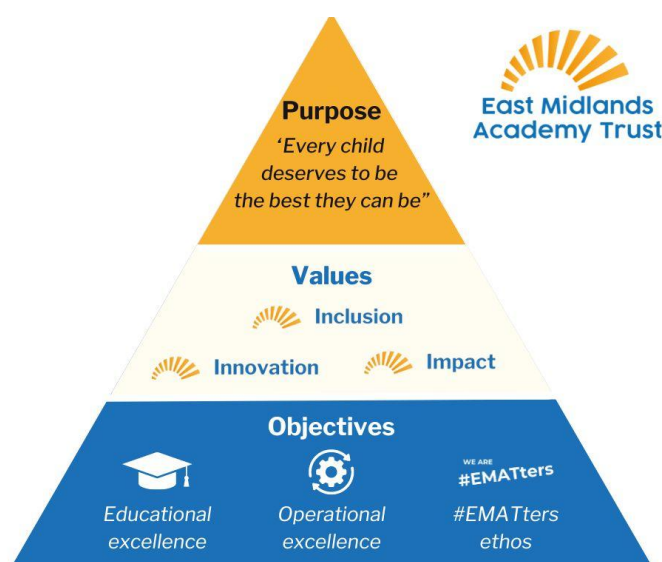 East Midlands
Academy Trust
Purpose
‘Every child
deserves to be
the best they can be”
Values
Inclusion
Innovation
Impact
Objectives
WE ARE
#EMATters
Educational
excellence
Operational
excellence
#EMATters
ethos